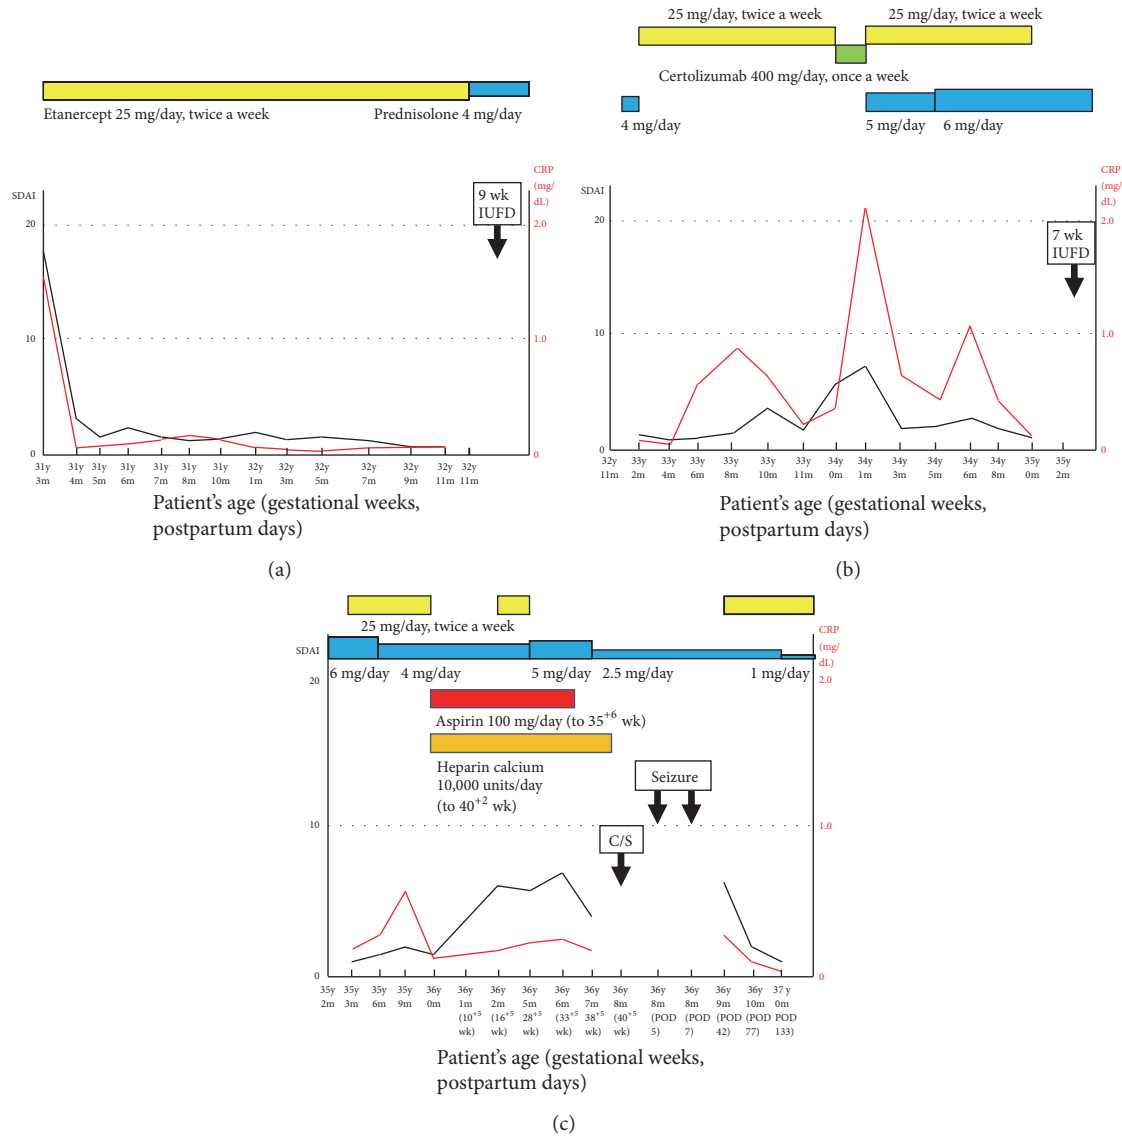 Etanercept 25 mg/day, twice a week
Prednisolone 4 mg/day
SDAI
CRP
(mg/
dL)
9 wk
IUFD
20
2.0
10
1.0
0
0
31y 31y 31y 31y 31y 31y 31y 32y 32y 32y 32y 32y 32y 32y
3m 4m 5m 6m 7m 8m 10m 1m 3m 5m 7m 9m 11m 11m
Patient's age (gestational weeks,
postpartum days)
(a)
25 mg/day, twice a week
25 mg/day, twice a week
Certolizumab 400 mg/day, once a week
4 mg/day
5 mg/day
6 mg/day
SDAI
CRP
(mg/
dL)
7 wk
IUFD
20
2.0
10
1.0
0
0
32y 33y 33y 33y 33y 33y 33y 34y 34y 34y 34y 34y 34y 35y 35y
11m 2m 4m 6m 8m 10m 11m 0m 1m 3m 5m 6m 8m 0m 2m
Patient's age (gestational weeks,
postpartum days)
(b)
25 mg/day, twice a week
SDAI
CRP
(mg/
dL)
6 mg/day
4 mg/day
5 mg/day
2.5 mg/day
1 mg/day
20
2.0
Aspirin 100 mg/day (to 35+6 wk)
Heparin calcium
10,000 units/day
(to 40+2 wk)
Seizure
C/S
10
1.0
0
0
35y 35y 35y 35y 36y 36y 36y 36y 36y 36y 36y 36y 36y 36y 36y 37 y
2m 3m 6m 9m 0m 1m 2m 5m 6m 7m 8m 8m 8m 9m 10m 0m
(10+5 (16+5 28+5 (33+5 38+5 (40+5 (POD (POD (POD (POD POD
wk) wk) wk) wk) wk) wk) 5) 7) 42) 77) 133)
Patient's age (gestational weeks,
postpartum days)
(c)